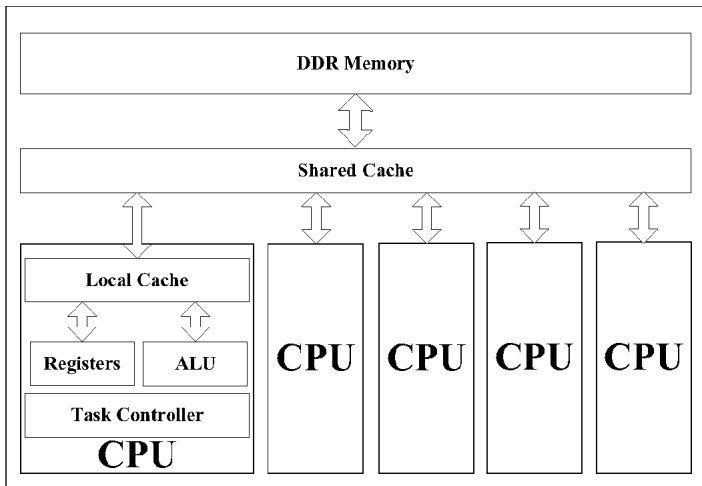 DDR Memory
Shared Cache
Local Cache
Registers
ALU
Task Controller
CPU
CPU
CPU
CPU
CPU